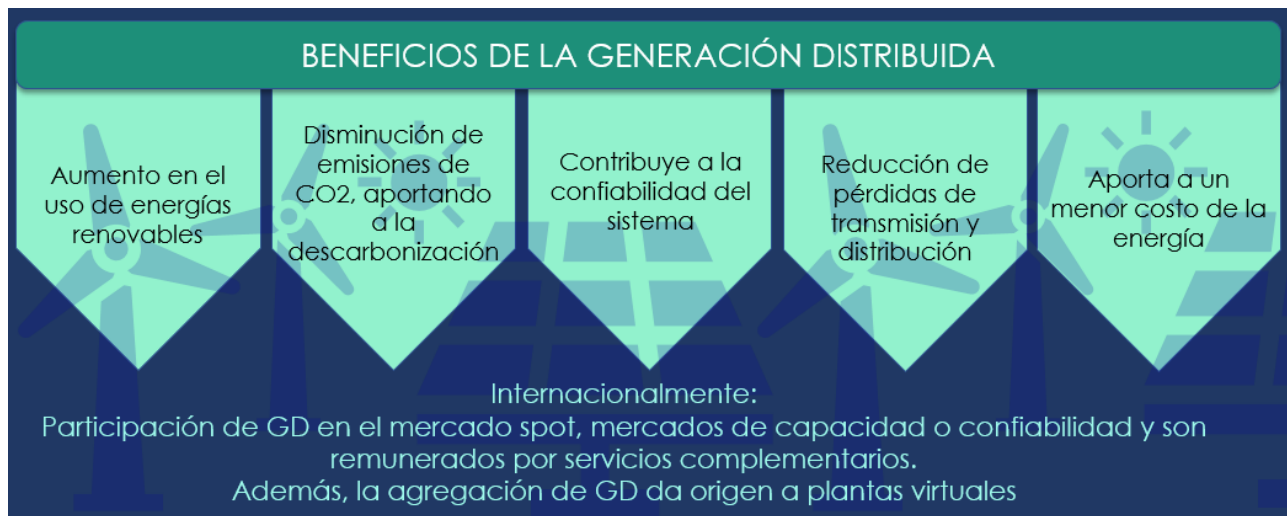 BENEFICIOS DE LA GENERACIÓN DISTRIBUIDA
Aumento en el
uso de energías
renovables
Disminución de
emisiones de
CO2, aportando
a la
descarbonización
Contribuye a la
confiabilidad del
sistema
Reducción de
pérdidas de
transmisión y
distribución
Aporta a un
menor costo de la
energía
Internacionalmente:
Participación de GD en el mercado spot, mercados de capacidad o confiabilidad y son
remunerados por servicios complementarios.
Además, la agregación de GD da origen a plantas virtuales